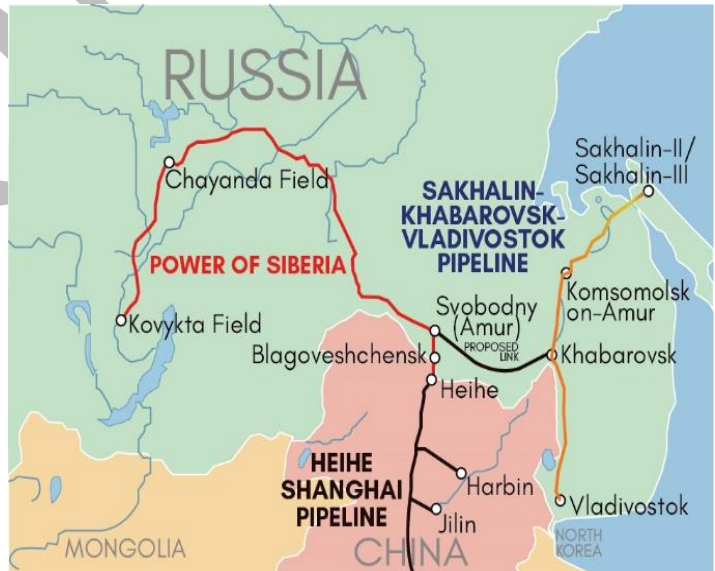 RUSSIA
Sakhalin-II/
Sakhalin-III
Chayanda Field
SAKHALIN-
KHABAROVSK-
VLADIVOSTOK
PIPELINE
POWER OF SIBERIA
Komsomolsk
on-Amur
Kovykta Field
Svobodny
(Amur)
PROPOSED
LINK
Blagoveshchensk
Khabarovsk
Heihe
HEIHE
SHANGHAI
PIPELINE
Harbin
Jilin
Vladivostok
MONGOLIA
CHINA
NORTH
KOREA